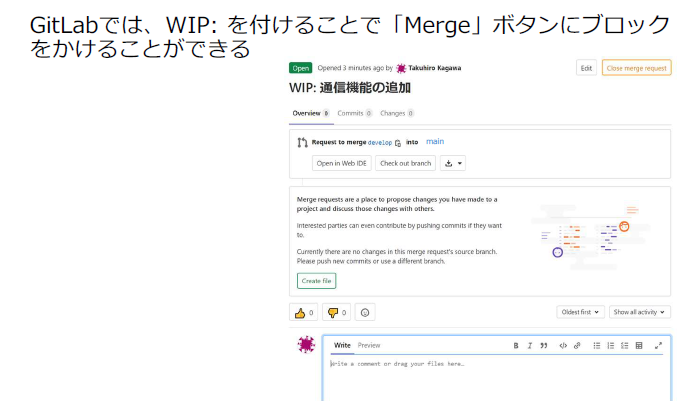 GitLabでは、WIP: を付けることで「Merge」ボタンにブロック
をかけることができる
Open Opened 3 minutes ago by Takuhiro Kagawa Edit Close merge request
WIP: 通信機能の追加
Overview 0 Commits 0 Changes 0
Request to merge develop into main
Open in Web IDE Check out branch
Merge requests are a place to propose changes you have made to a
project and discuss those changes with others.
Interested parties can even contribute by pushing commits if they want
to.
Currently there are no changes in this merge request's source branch.
Please push new commits or use a different branch.
Create file
0 0 Oldest first Show all activity
Write Preview B I
Write a comment or drag your files here…